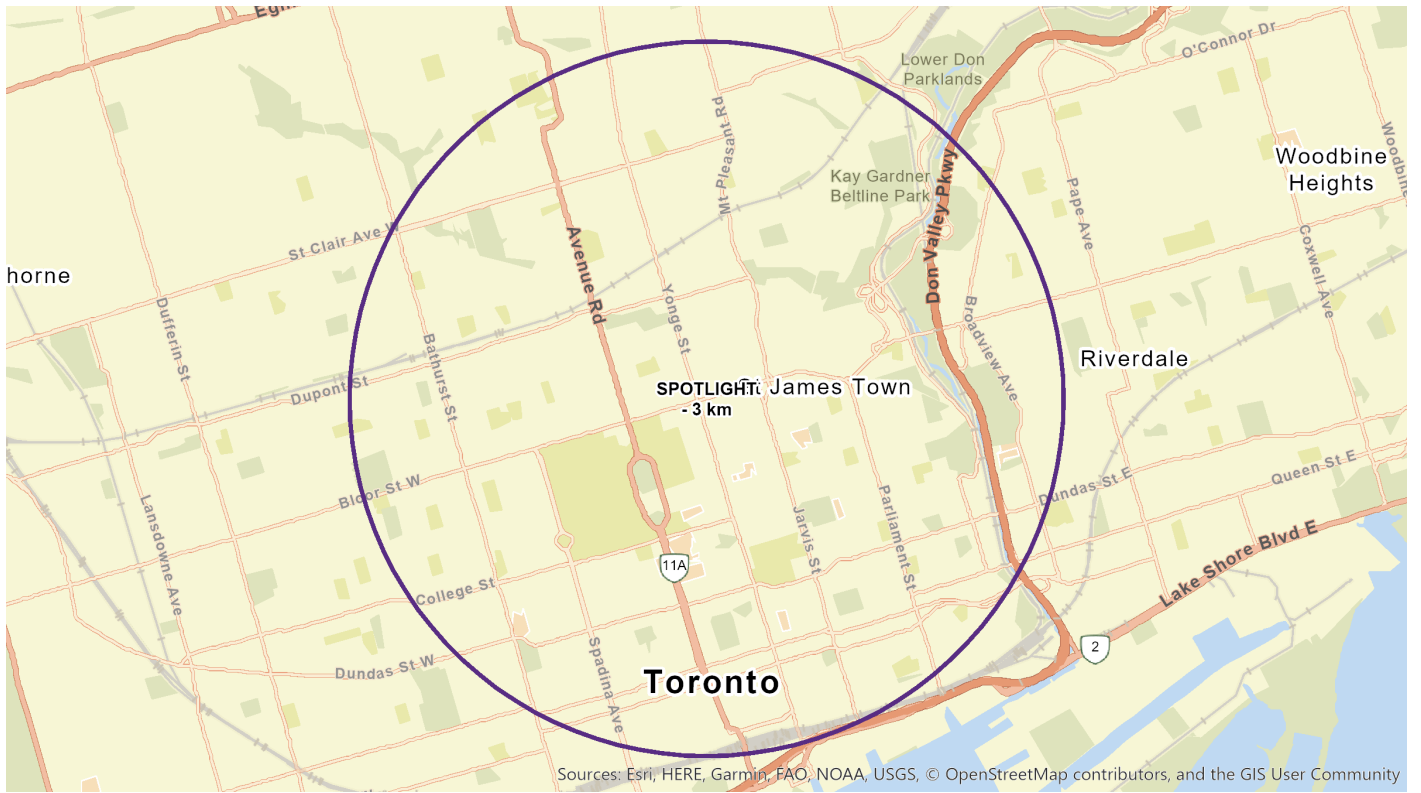 Egli
Lower Don
Parklands
O'Connor Dr
Mt Pleasant Rd
Woodbine
Woodbine
Heights
Kay Gardner
Beltline Park
Don Valley Pkwy
Pape Ave
St Clair Ave W
Avenue Rd
Coxwell Ave
horne
Dufferin St
Yonge St
Bathurst St
Broadview Ave
Riverdale
Dupont St
SPOTLIGHT
- 3 km
St James Town
Bloor St W
Lansdowne Ave
Jarvis St
Parliament St
Dundas St E
Queen St E
11A
College St
Lake Shore Blvd E
Spadina Ave
2
Dundas St W
Toronto
Sources: Esri, HERE, Garmin, FAO, NOAA, USGS, © OpenStreetMap contributors, and the GIS User Community